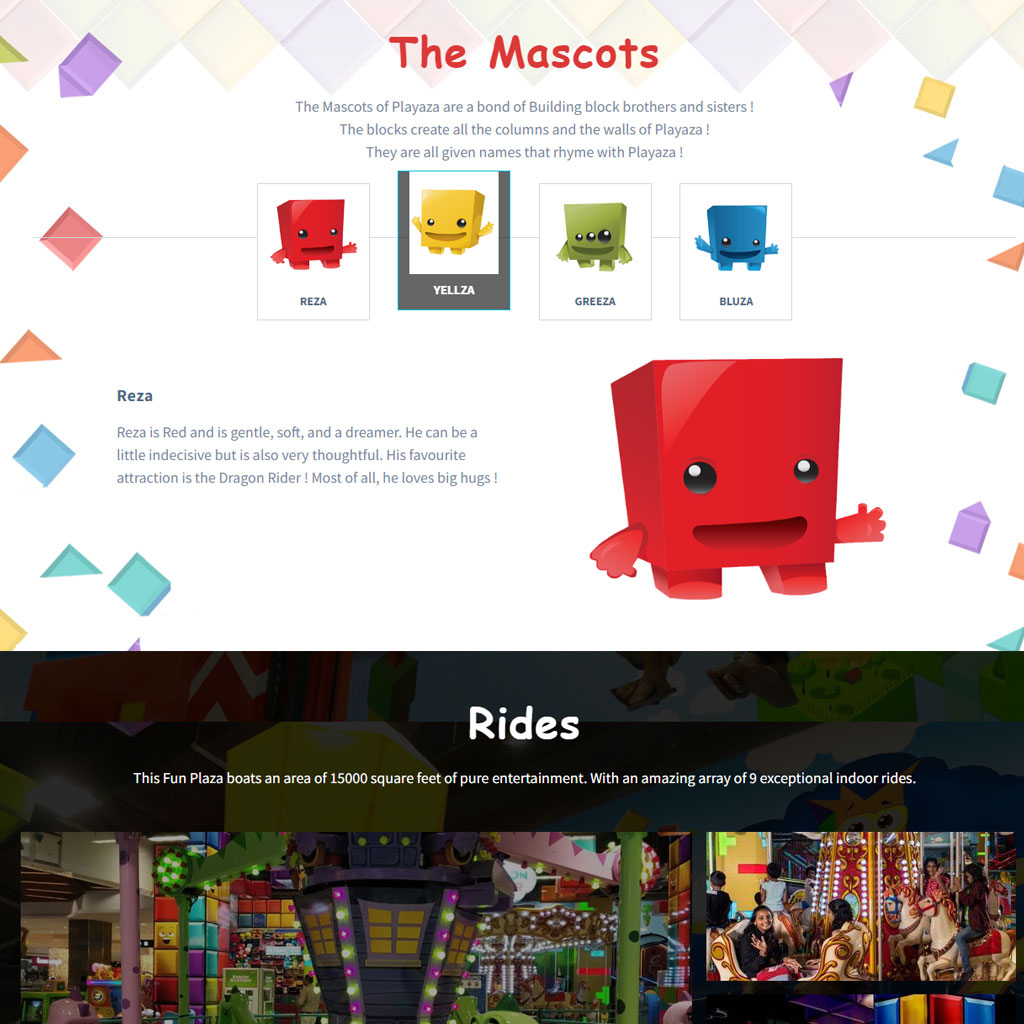 The Mascots
The Mascots of Playaza are a bond of Building block brothers and sisters !
The blocks create all the columns and the walls of Playaza !
They are all given names that rhyme with Playaza !
REZA
YELLZA
GREEZA
BLUZA
Reza
Reza is Red and is gentle, soft, and a dreamer. He can be a
little indecisive but is also very thoughtful. His favourite
attraction is the Dragon Rider ! Most of all, he loves big hugs !
Rides
This Fun Plaza boats an area of 15000 square feet of pure entertainment. With an amazing array of 9 exceptional indoor rides.